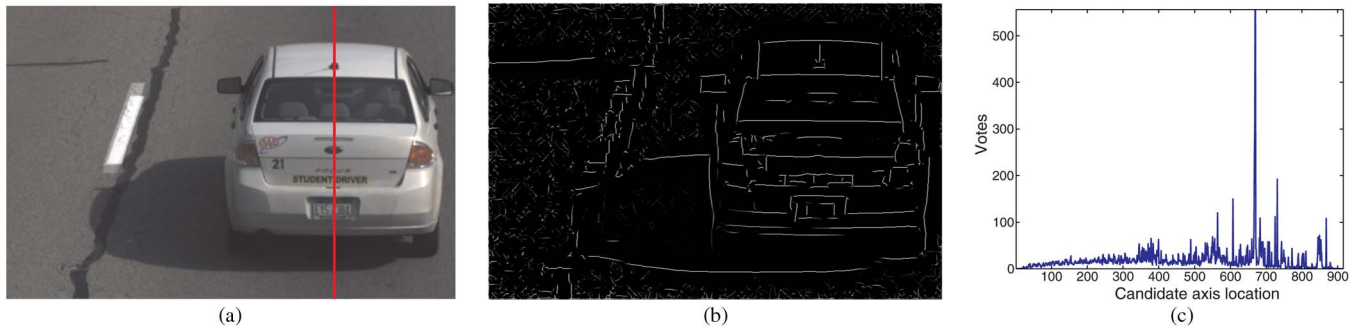 21
FOCUS
STUDENT DRIVER
(a)
(b)
500
400
300
200
100
0
100 200 300 400 500 600 700 800 900
Votes
Candidate axis location
(c)